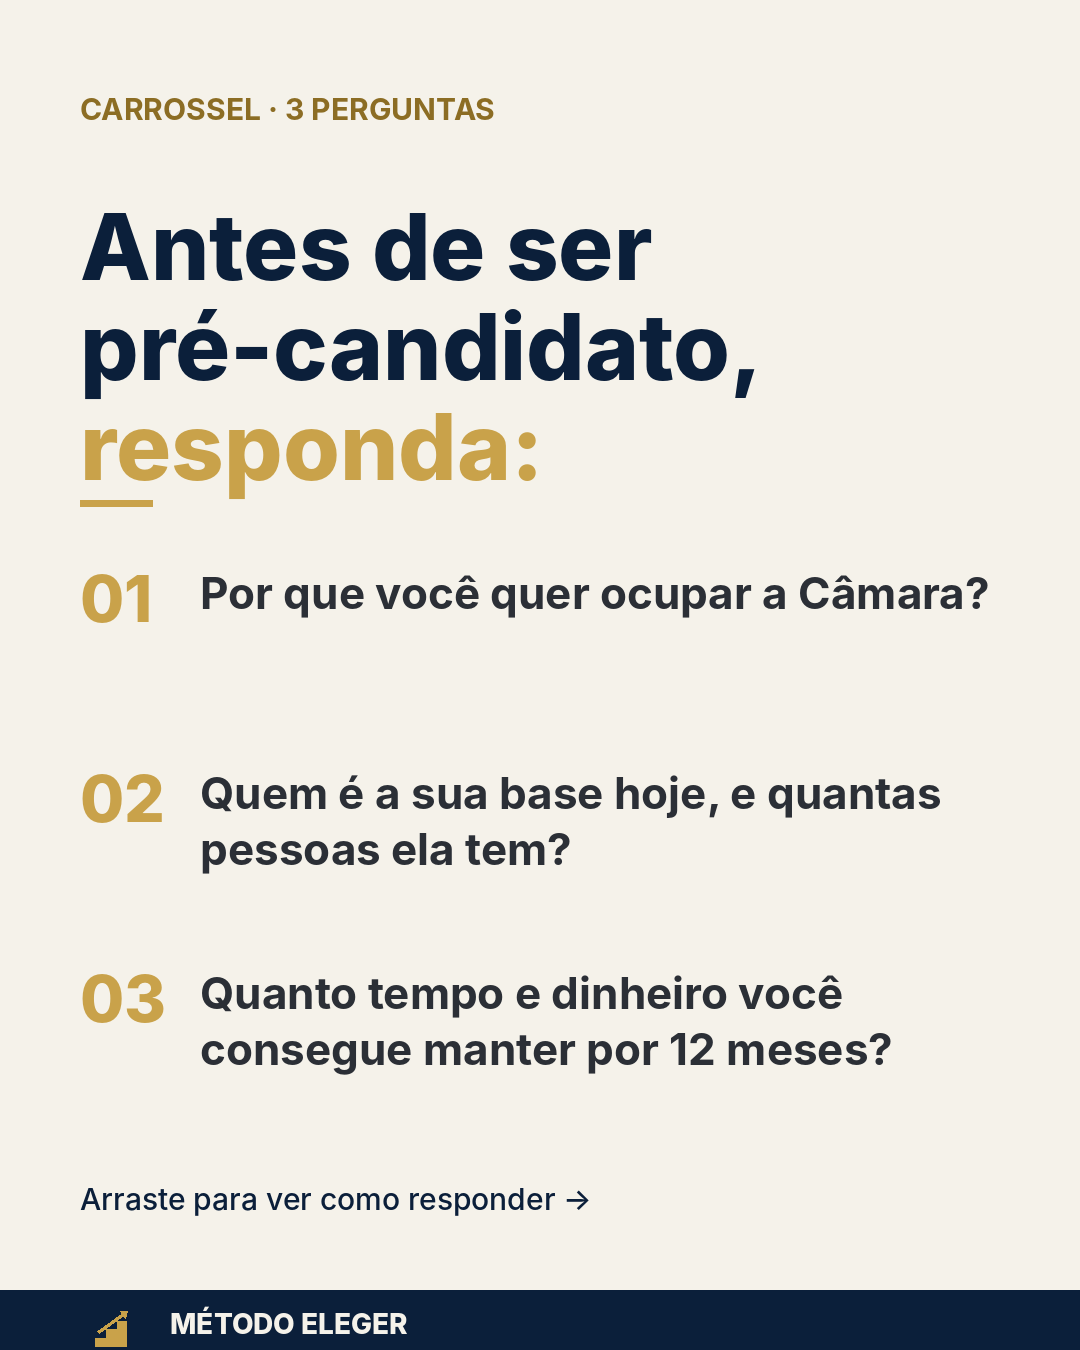 CARROSSEL · 3 PERGUNTAS
Antes de ser
pré-candidato,
responda:
01 Por que você quer ocupar a Câmara?
02 Quem é a sua base hoje, e quantas
pessoas ela tem?
03 Quanto tempo e dinheiro você
consegue manter por 12 meses?
Arraste para ver como responder →
MÉTODO ELEGER